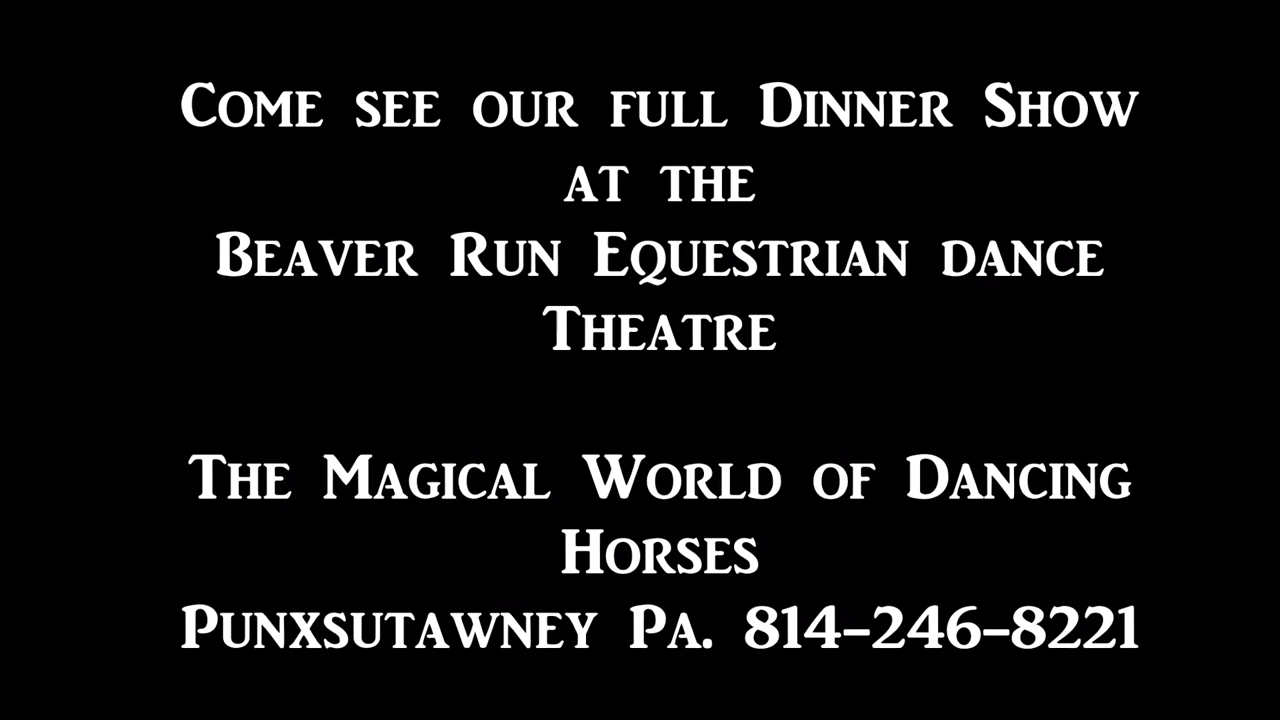 Come see our full Dinner Show
at the
Beaver Run Equestrian dance
Theatre
The Magical World of Dancing
Horses
Punxsutawney Pa. 814-246-8221